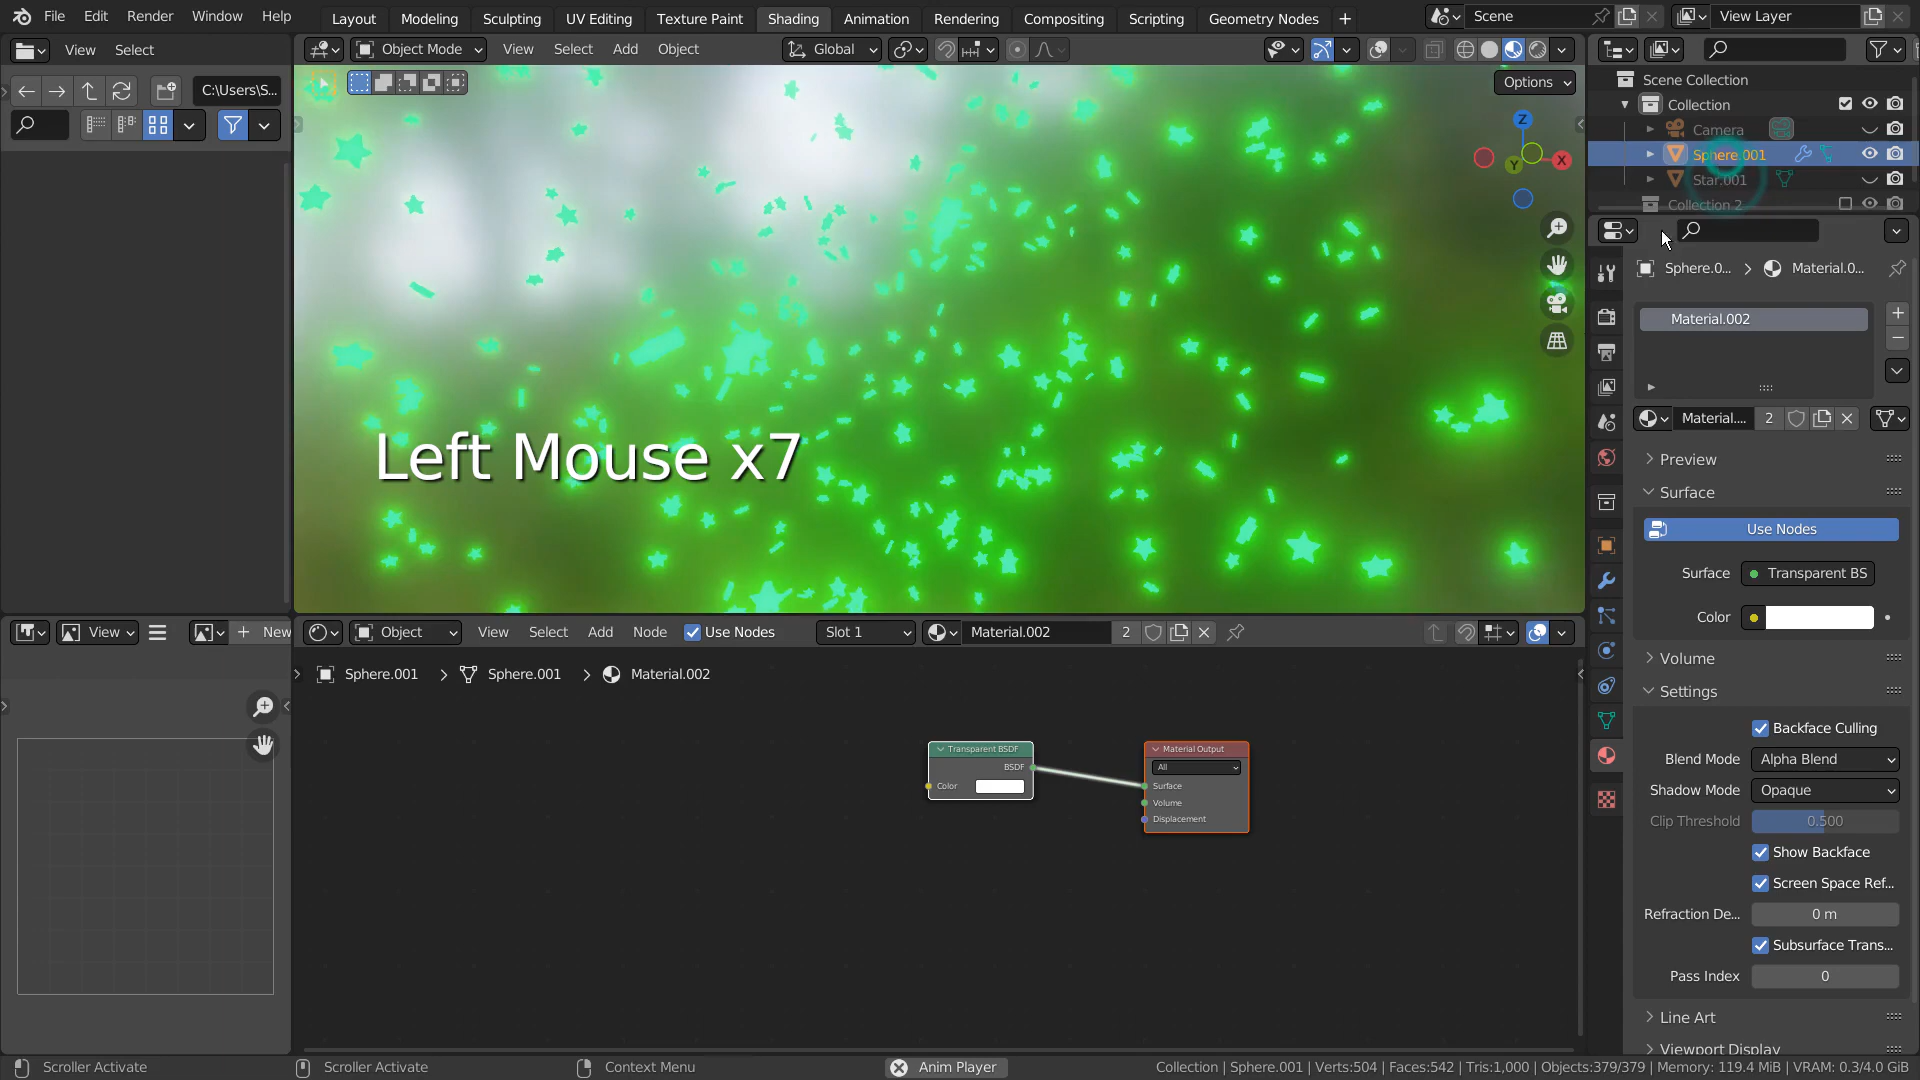 File Edit Render Window Help
Layout Modeling Sculpting UV Editing Texture Paint Shading Animation Rendering Compositing Scripting Geometry Nodes +
Scene
View Layer
View Select
Object Mode View Select Add Object
Global
C:\Users\S...
Options
Scene Collection
Collection
Camera
Sphere.001
Star.001
Collection 2
Z
X
Y
Left Mouse x7
Sphere.0... > Material.0...
Material.002
Material.... 2
Preview
Surface
Use Nodes
Surface Transparent BS
Color
Volume
Settings
Backface Culling
Blend Mode Alpha Blend
Shadow Mode Opaque
Clip Threshold 0.500
Show Backface
Screen Space Ref...
Refraction De... 0 m
Subsurface Trans...
Pass Index 0
Line Art
Viewport Display
View
+ New
Object View Select Add Node Use Nodes Slot 1 Material.002 2
Sphere.001 > Sphere.001 > Material.002
Transparent BSDF
BSDF
Color
Material Output
All
Surface
Volume
Displacement
Scroller Activate
Scroller Activate
Context Menu
Anim Player
Collection | Sphere.001 | Verts:504 | Faces:542 | Tris:1,000 | Objects:379/379 | Memory: 119.4 MiB | VRAM: 0.3/4.0 GiB